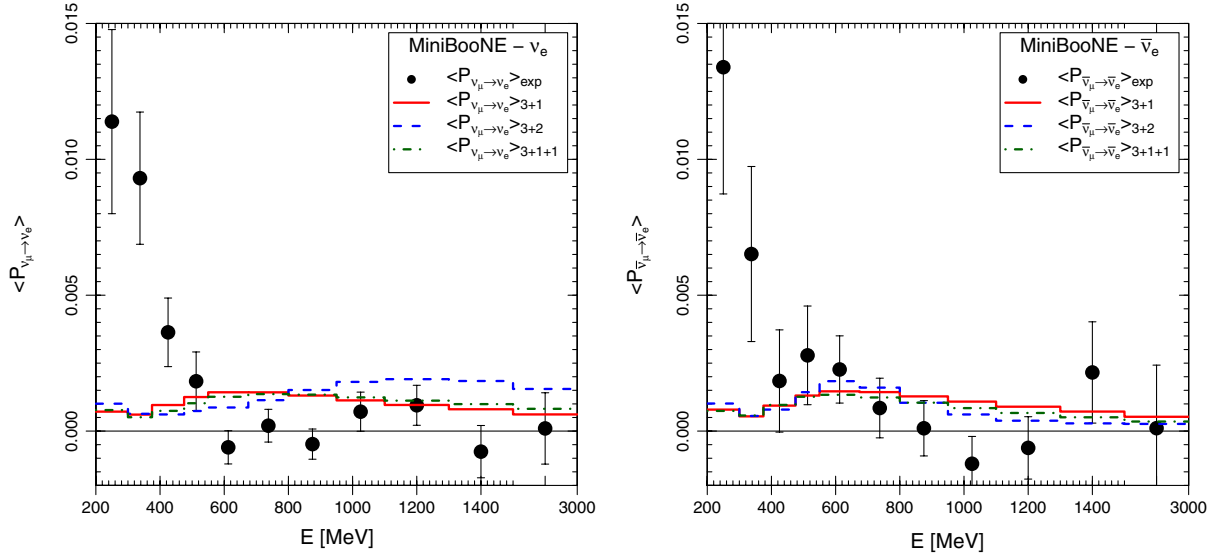 MiniBooNE − νe
<Pνμ→νe>exp
<Pνμ→νe>3+1
<Pνμ→νe>3+2
<Pνμ→νe>3+1+1
0.015
0.010
0.005
0.000
<Pνμ→νe>
200 400 600 800 1000 1200 1400 3000
E [MeV]
MiniBooNE − ν̅e
<Pν̅μ→ν̅e>exp
<Pν̅μ→ν̅e>3+1
<Pν̅μ→ν̅e>3+2
<Pν̅μ→ν̅e>3+1+1
0.015
0.010
0.005
0.000
<Pν̅μ→ν̅e>
200 400 600 800 1000 1200 1400 3000
E [MeV]